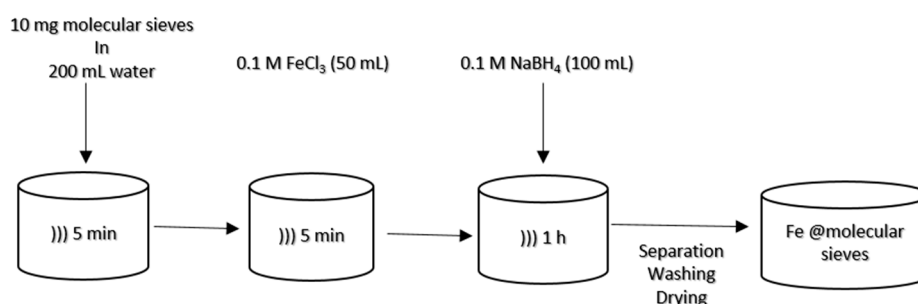 10 mg molecular sieves
In
200 mL water
0.1 M FeCl₃ (50 mL)
0.1 M NaBH₄ (100 mL)
))) 5 min
))) 5 min
))) 1 h
Separation
Washing
Drying
Fe @molecular
sieves